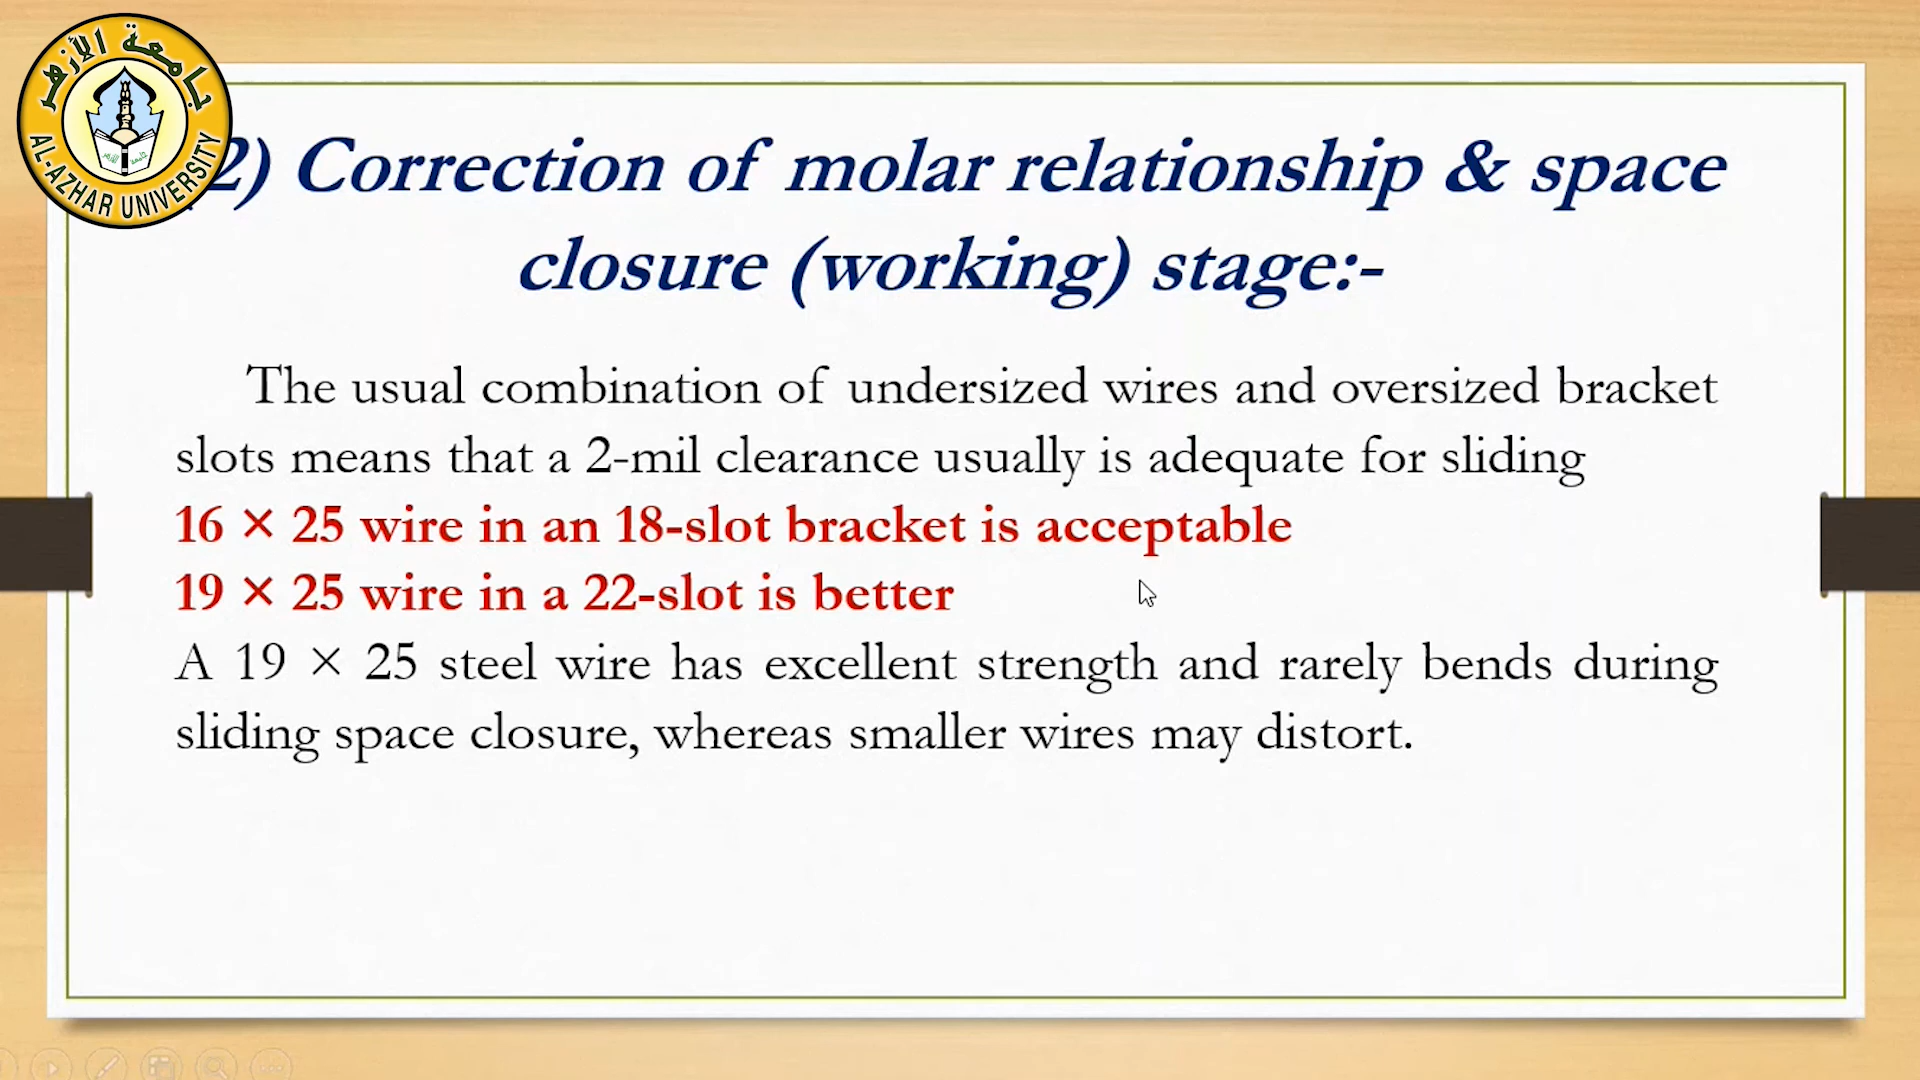 جامعة الأزهر
AL-AZHAR UNIVERSITY
2) Correction of molar relationship & space
closure (working) stage:-
The usual combination of undersized wires and oversized bracket
slots means that a 2-mil clearance usually is adequate for sliding
16 × 25 wire in an 18-slot bracket is acceptable
19 × 25 wire in a 22-slot is better
A 19 × 25 steel wire has excellent strength and rarely bends during
sliding space closure, whereas smaller wires may distort.